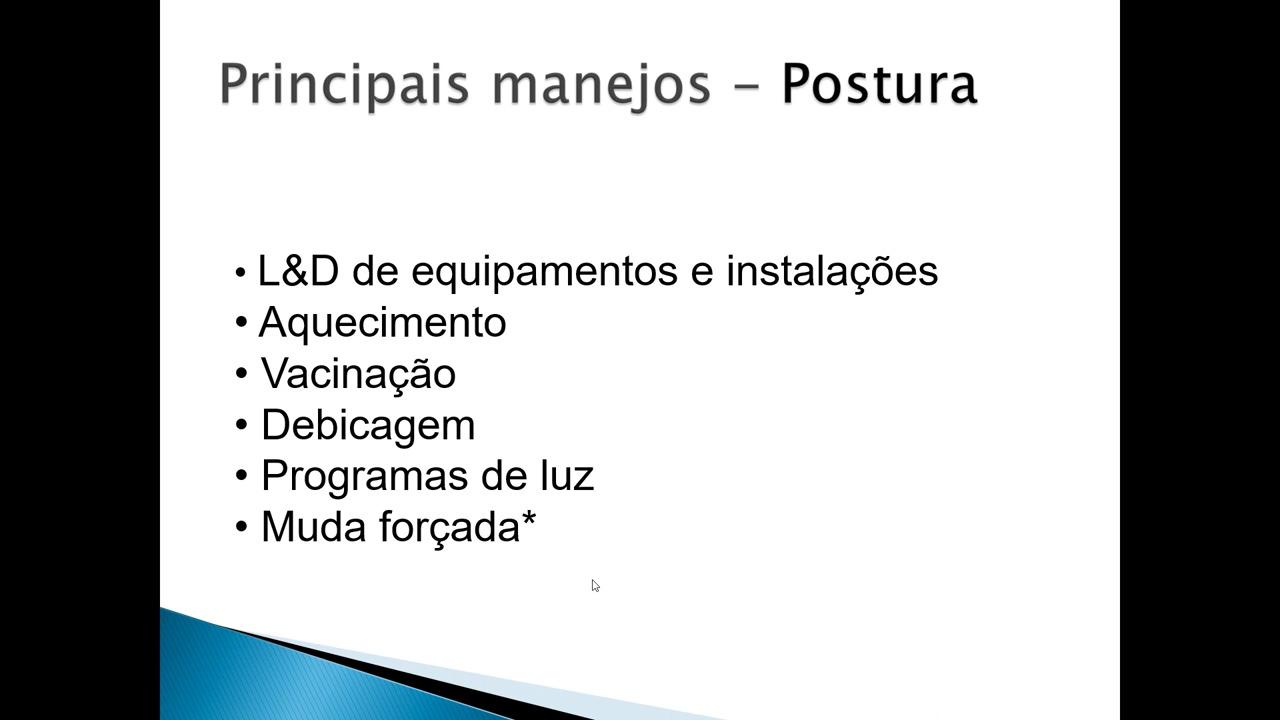 Principais manejos – Postura
• L&D de equipamentos e instalações
• Aquecimento
• Vacinação
• Debicagem
• Programas de luz
• Muda forçada*